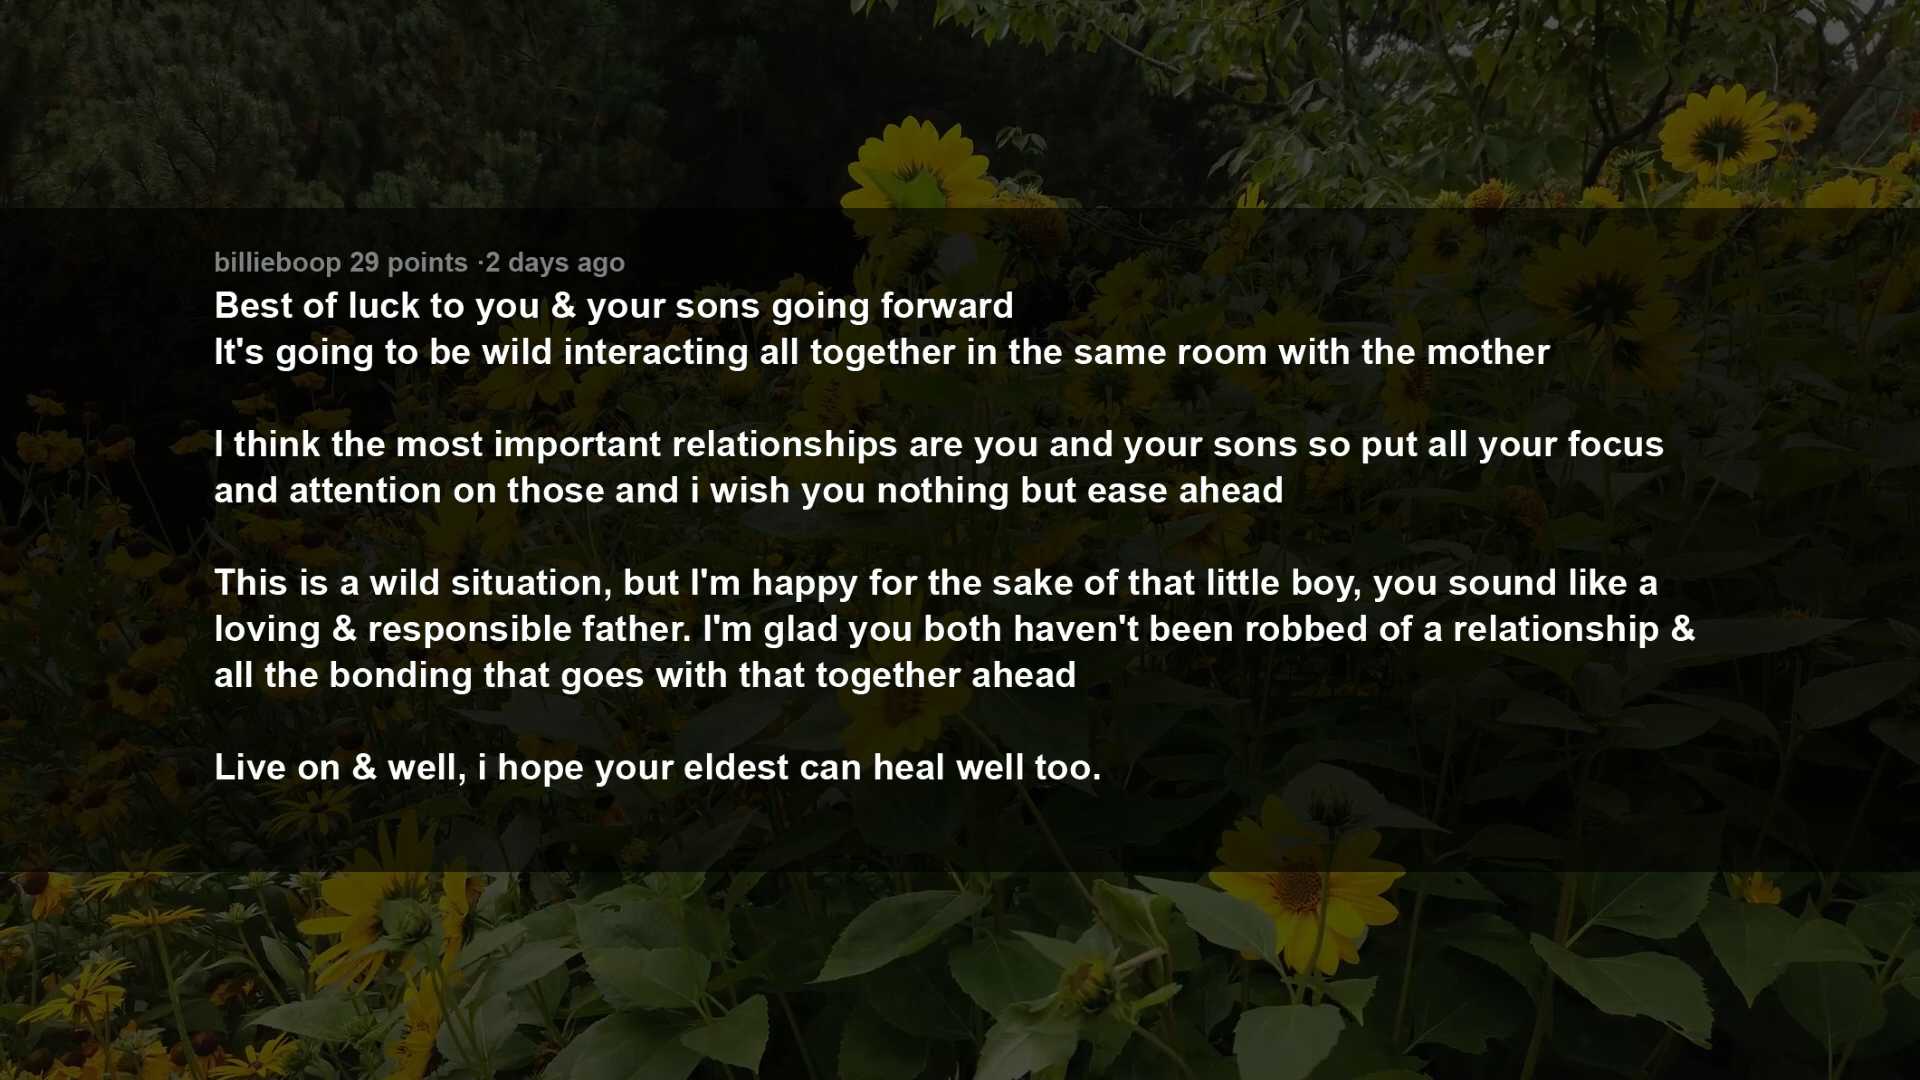 billieboop 29 points ·2 days ago
Best of luck to you & your sons going forward
It's going to be wild interacting all together in the same room with the mother
I think the most important relationships are you and your sons so put all your focus
and attention on those and i wish you nothing but ease ahead
This is a wild situation, but I'm happy for the sake of that little boy, you sound like a
loving & responsible father. I'm glad you both haven't been robbed of a relationship &
all the bonding that goes with that together ahead
Live on & well, i hope your eldest can heal well too.